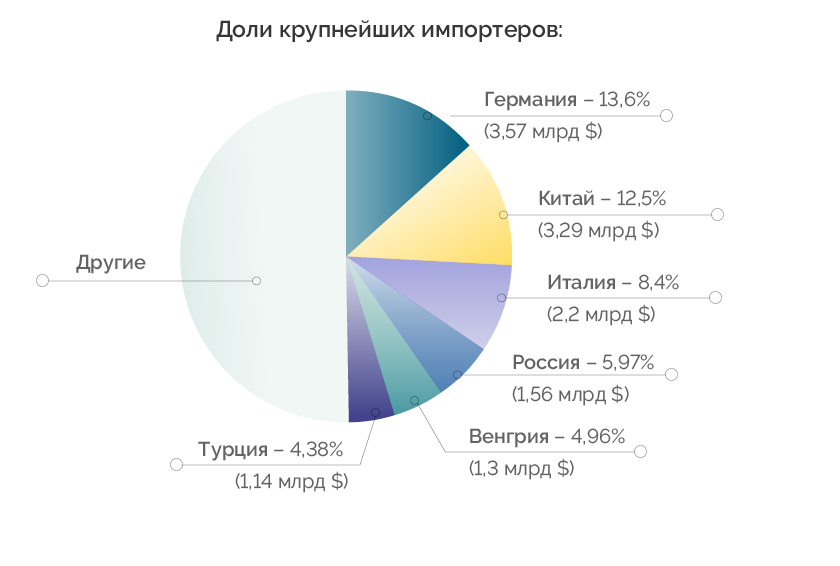 Доли крупнейших импортеров:
Германия – 13,6%
(3,57 млрд $)
Китай – 12,5%
(3,29 млрд $)
Другие
Италия – 8,4%
(2,2 млрд $)
Россия – 5,97%
(1,56 млрд $)
Венгрия – 4,96%
(1,3 млрд $)
Турция – 4,38%
(1,14 млрд $)